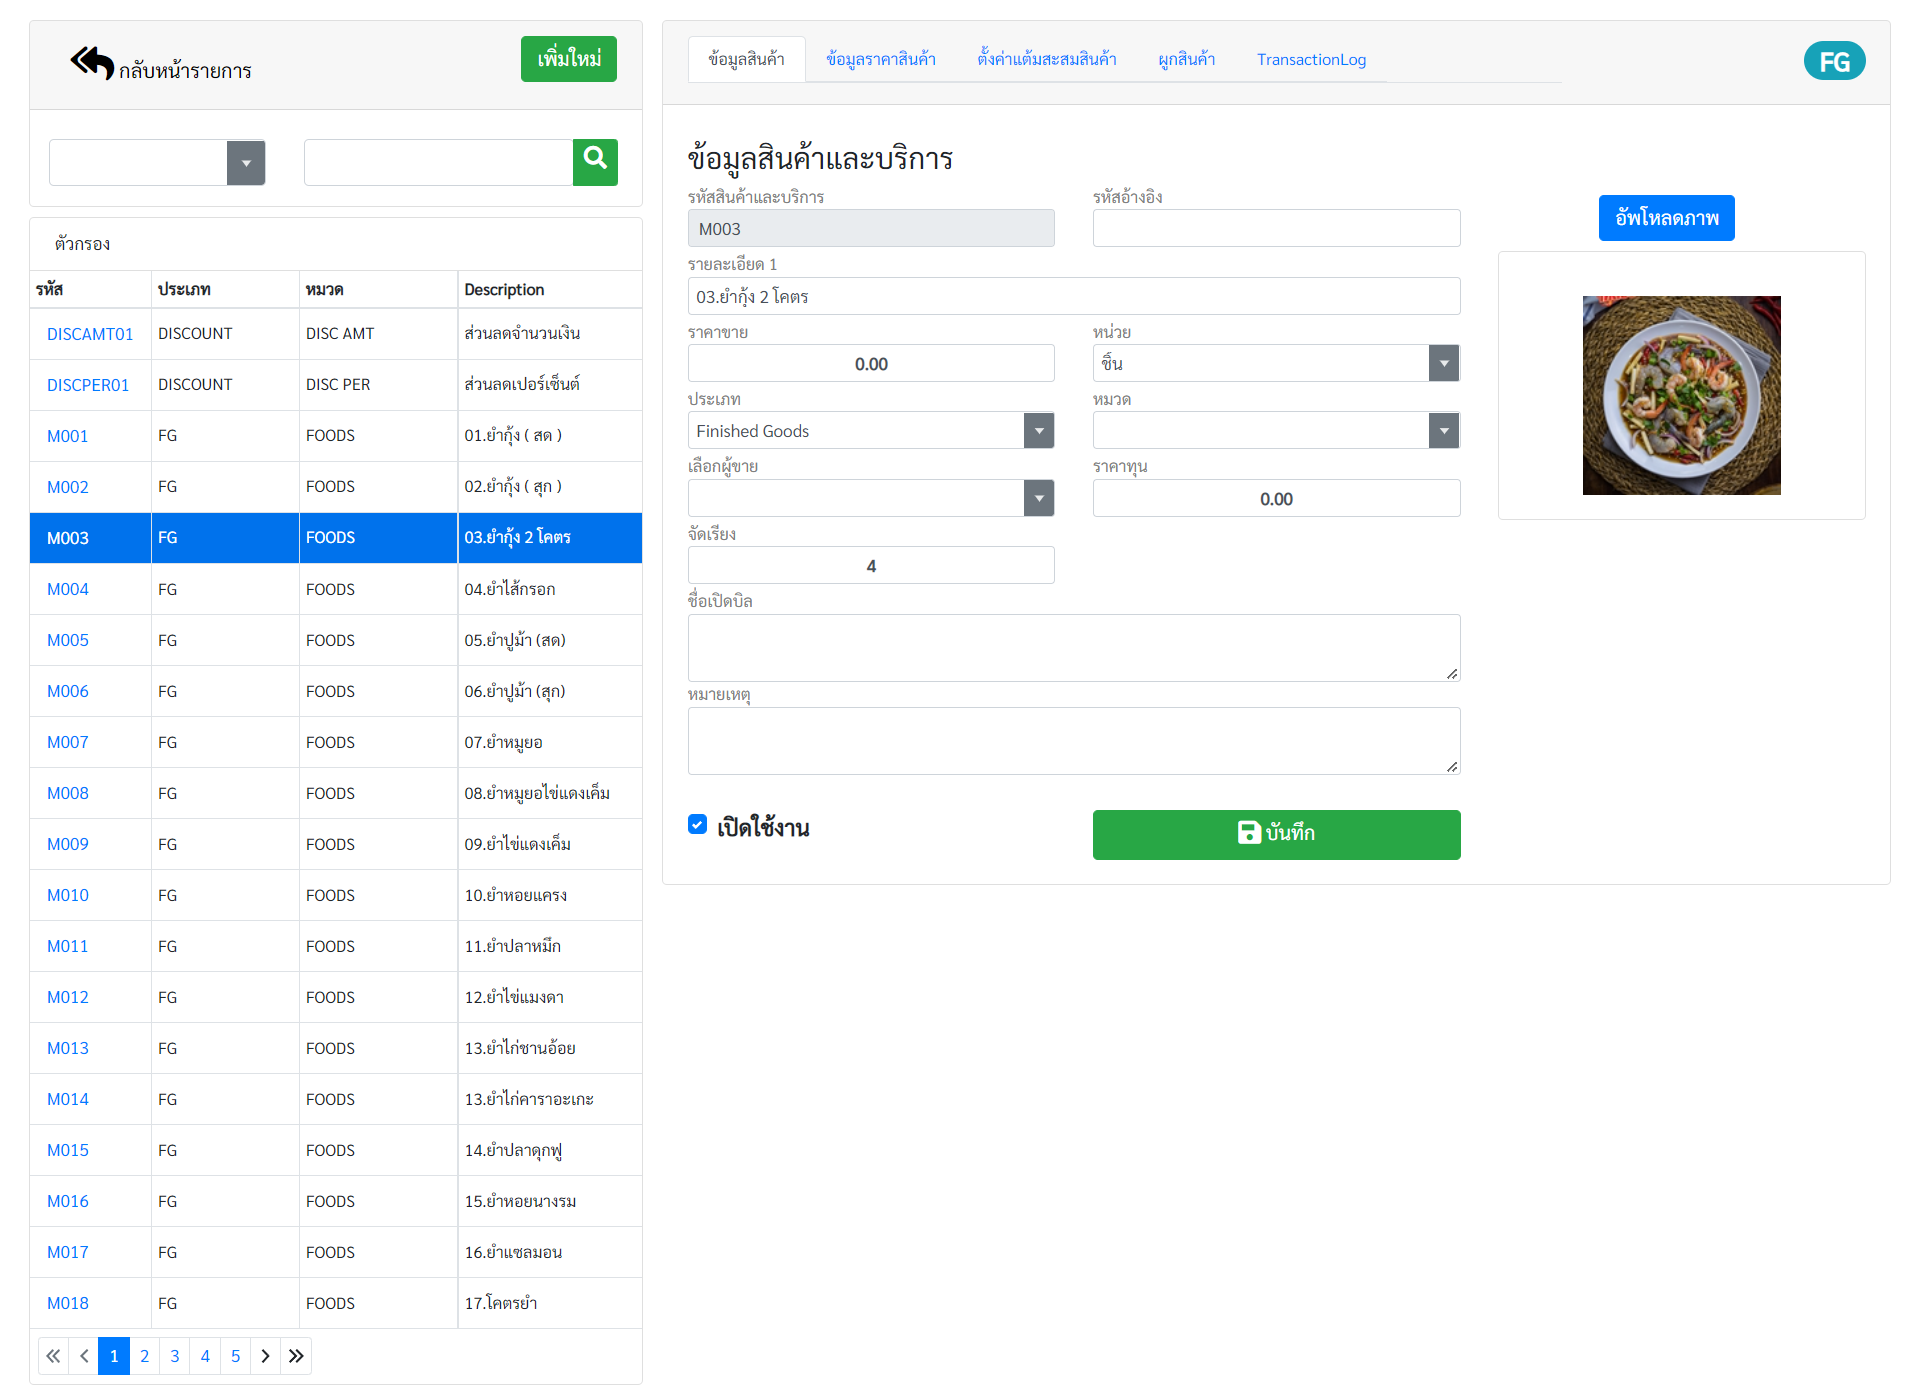 กลับหน้ารายการ
เพิ่มใหม่
ตัวกรอง
รหัส ประเภท หมวด Description
DISCAMT01 DISCOUNT DISC AMT ส่วนลดจำนวนเงิน
DISCPER01 DISCOUNT DISC PER ส่วนลดเปอร์เซ็นต์
M001 FG FOODS 01.ยำกุ้ง ( สด )
M002 FG FOODS 02.ยำกุ้ง ( สุก )
M003 FG FOODS 03.ยำกุ้ง 2 โคตร
M004 FG FOODS 04.ยำไส้กรอก
M005 FG FOODS 05.ยำปูม้า (สด)
M006 FG FOODS 06.ยำปูม้า (สุก)
M007 FG FOODS 07.ยำหมูยอ
M008 FG FOODS 08.ยำหมูยอไข่แดงเค็ม
M009 FG FOODS 09.ยำไข่แดงเค็ม
M010 FG FOODS 10.ยำหอยแครง
M011 FG FOODS 11.ยำปลาหมึก
M012 FG FOODS 12.ยำไข่แมงดา
M013 FG FOODS 13.ยำไก่ซานอ้อย
M014 FG FOODS 13.ยำไก่คาราอะเกะ
M015 FG FOODS 14.ยำปลาดุกฟู
M016 FG FOODS 15.ยำหอยนางรม
M017 FG FOODS 16.ยำแซลมอน
M018 FG FOODS 17.โคตรยำ
1 2 3 4 5
ข้อมูลสินค้า ข้อมูลราคาสินค้า ตั้งค่าแต้มสะสมสินค้า ผูกสินค้า TransactionLog
FG
ข้อมูลสินค้าและบริการ
รหัสสินค้าและบริการ รหัสอ้างอิง
M003
อัพโหลดภาพ
รายละเอียด 1
03.ยำกุ้ง 2 โคตร
ราคาขาย หน่วย
0.00 ชิ้น
ประเภท หมวด
Finished Goods
เลือกผู้ขาย ราคาทุน
0.00
จัดเรียง
4
ชื่อเปิดบิล
หมายเหตุ
เปิดใช้งาน
บันทึก